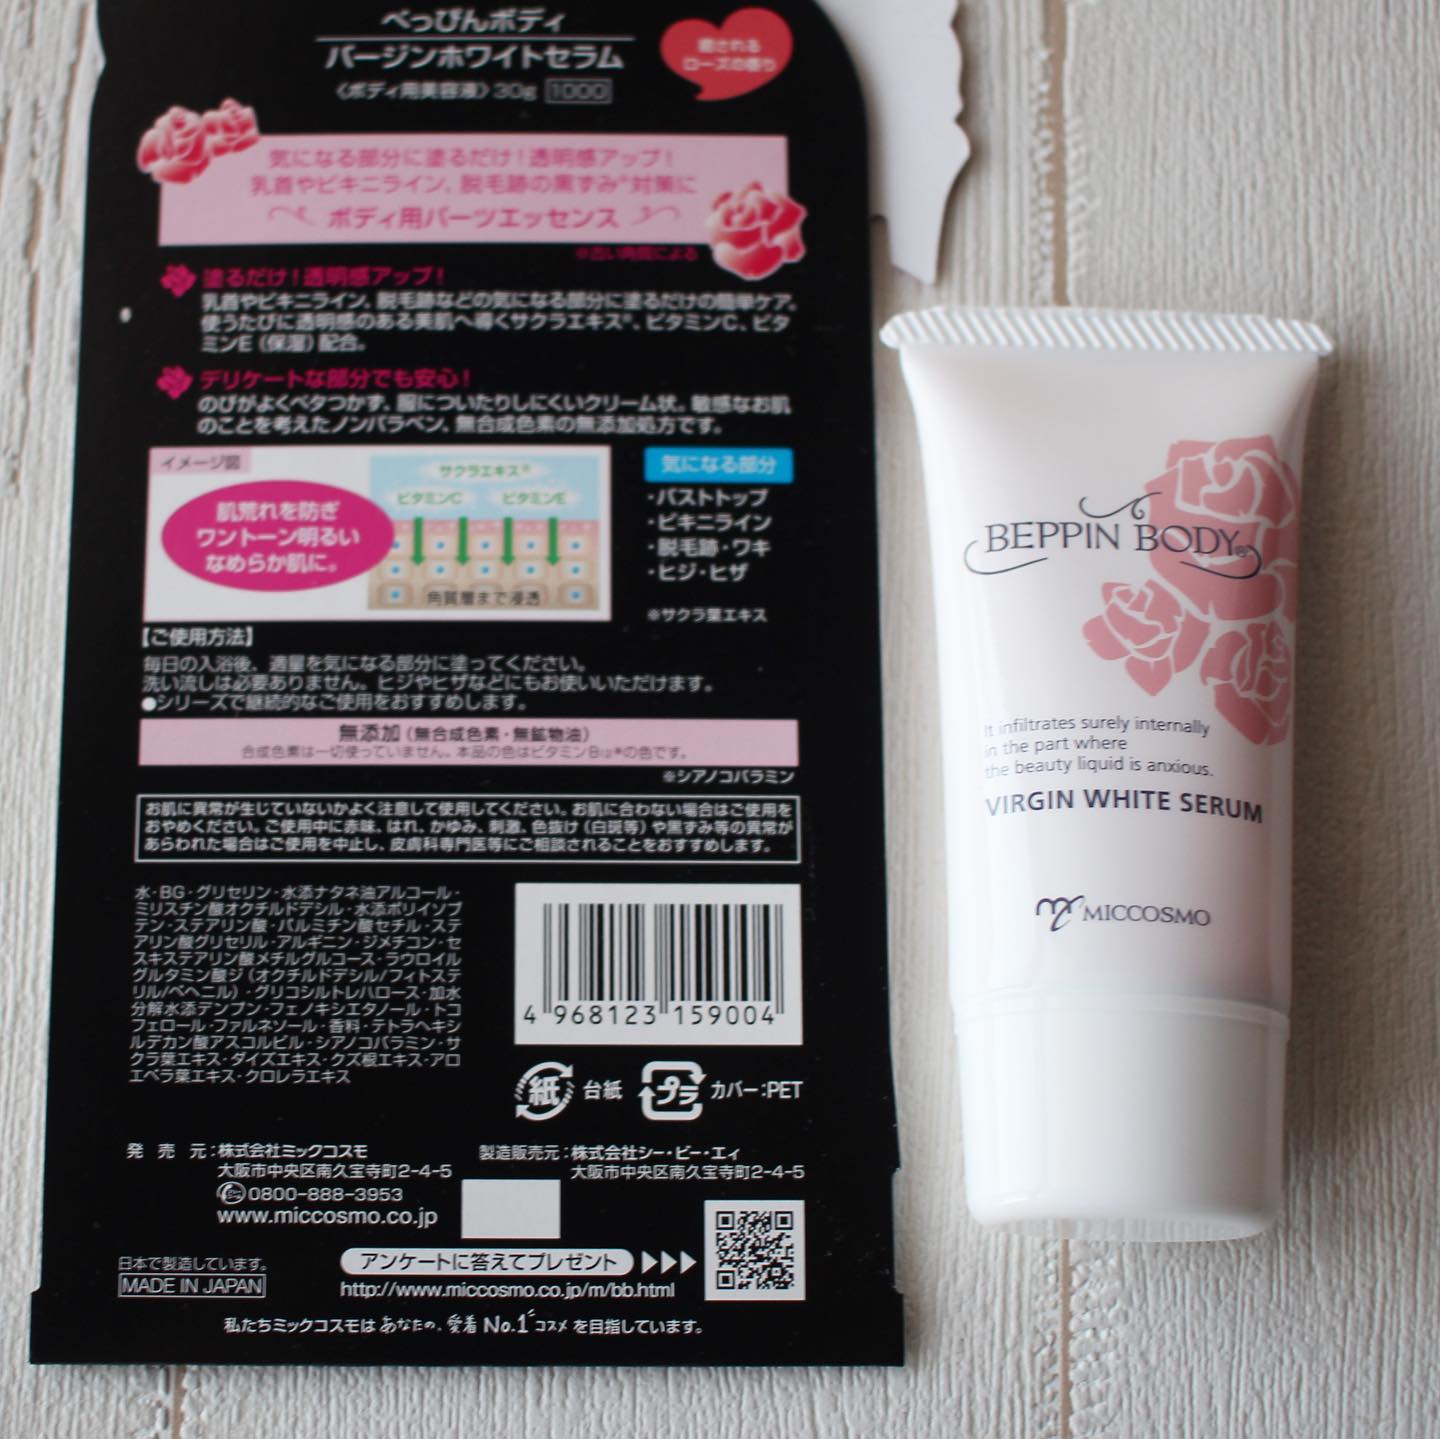 べっぴんボディ
バージンホワイトセラム
〈ボディ用美容液〉30g 1000
癒される
ローズの香り
気になる部分に塗るだけ！透明感アップ！
乳首やビキニライン、脱毛跡の黒ずみ※対策に
ボディ用パーツエッセンス
※古い角質による
塗るだけ！透明感アップ！
乳首やビキニライン、脱毛跡などの気になる部分に塗るだけの簡単ケア。
使うたびに透明感のある美肌へ導くサクラエキス※、ビタミンC、ビタ
ミンE（保湿）配合。
デリケートな部分でも安心！
のびがよくベタつかず、服についたりしにくいクリーム状。敏感なお肌
のことを考えたノンパラベン、無合成色素の無添加処方です。
イメージ図
肌荒れを防ぎ
ワントーン明るい
なめらか肌に。
サクラエキス※
ビタミンC ビタミンE
角質層まで浸透
気になる部分
・バストトップ
・ビキニライン
・脱毛跡・ワキ
・ヒジ・ヒザ
※サクラ葉エキス
【ご使用方法】
毎日の入浴後、適量を気になる部分に塗ってください。
洗い流しは必要ありません。ヒジやヒザなどにもお使いいただけます。
●シリーズで継続的なご使用をおすすめします。
無添加（無合成色素・無鉱物油）
合成色素は一切使っていません。本品の色はビタミンB12※の色です。
※シアノコバラミン
お肌に異常が生じていないかよく注意して使用してください。お肌に合わない場合はご使用を
おやめください。ご使用中に赤味、はれ、かゆみ、刺激、色抜け（白斑等）や黒ずみ等の異常が
あらわれた場合はご使用を中止し、皮膚科専門医等にご相談されることをおすすめします。
水・BG・グリセリン・水添ナタネ油アルコール・
ミリスチン酸オクチルドデシル・水添ポリイソブ
テン・ステアリン酸・パルミチン酸セチル・ステ
アリン酸グリセリル・アルギニン・ジメチコン・セ
スキステアリン酸メチルグルコース・ラウロイル
グルタミン酸ジ（オクチルドデシル/フィトステ
リル/ベヘニル）・グリコシルトレハロース・加水
分解水添デンプン・フェノキシエタノール・トコ
フェロール・ファルネソール・香料・テトラヘキシ
ルデカン酸アスコルビル・シアノコバラミン・サ
クラ葉エキス・ダイズエキス・クズ根エキス・アロ
エベラ葉エキス・クロレラエキス
4 968123 159004
紙 台紙 プラ カバー：PET
発 売 元：株式会社ミックコスモ
大阪市中央区南久宝寺町2-4-5
0800-888-3953
www.miccosmo.co.jp
製造販売元：株式会社シー・ビー・エィ
大阪市中央区南久宝寺町2-4-5
日本で製造しています。
MADE IN JAPAN
アンケートに答えてプレゼント
http://www.miccosmo.co.jp/m/bb.html
私たちミックコスモは あなたの、愛着 No.1 コスメ を目指しています。
BEPPIN BODY®
It infiltrates surely internally
in the part where
the beauty liquid is anxious.
VIRGIN WHITE SERUM
MICCOSMO